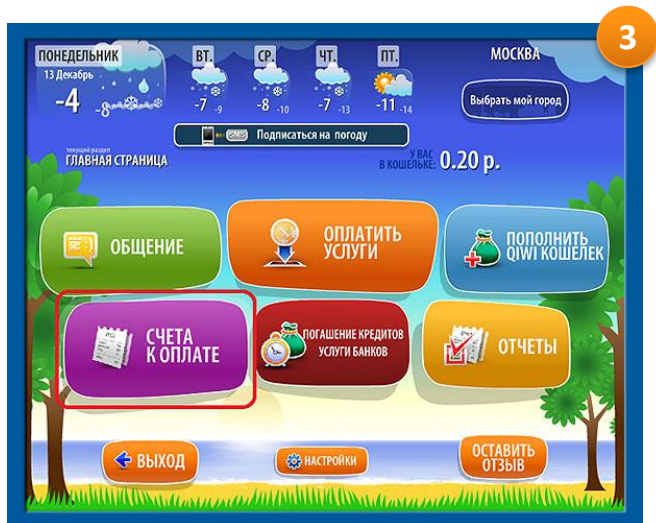 3
ПОНЕДЕЛЬНИК
13 Декабрь
-4 -8
ВТ.
-7 -9
СР.
-8 -10
ЧТ.
-7 -13
ПТ.
-11 -14
МОСКВА
Выбрать мой город
SMS Подписаться на погоду
текущий раздел
ГЛАВНАЯ СТРАНИЦА
У ВАС
В КОШЕЛЬКЕ: 0.20 р.
ОБЩЕНИЕ
ОПЛАТИТЬ
УСЛУГИ
ПОПОЛНИТЬ
QIWI КОШЕЛЕК
СЧЕТА
К ОПЛАТЕ
ПОГАШЕНИЕ КРЕДИТОВ
УСЛУГИ БАНКОВ
ОТЧЕТЫ
ВЫХОД
НАСТРОЙКИ
ОСТАВИТЬ
ОТЗЫВ